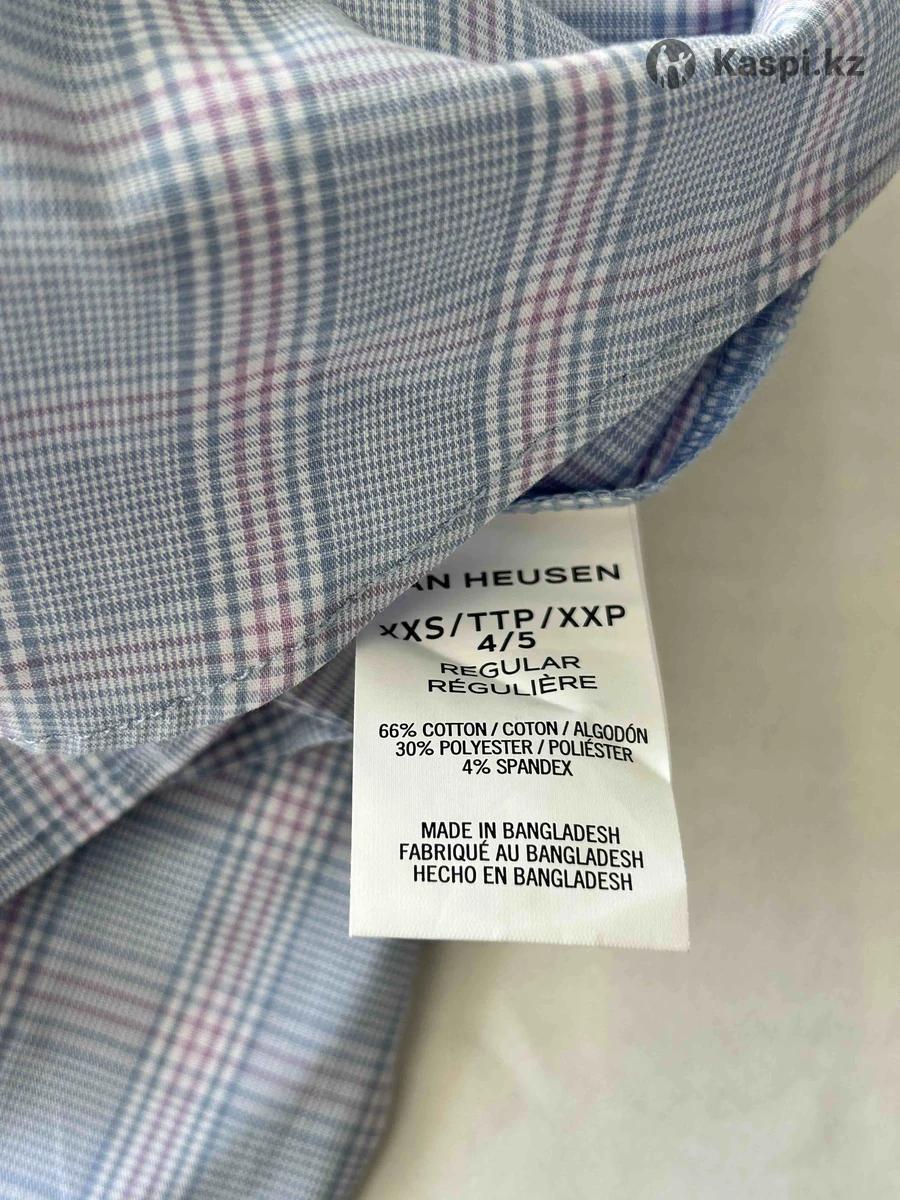 Kaspi.kz
AN HEUSEN
XXS/TTP/XXP
4/5
REGULAR
RÉGULIÈRE
66% COTTON / COTON / ALGODÓN
30% POLYESTER / POLIÉSTER
4% SPANDEX
MADE IN BANGLADESH
FABRIQUÉ AU BANGLADESH
HECHO EN BANGLADESH